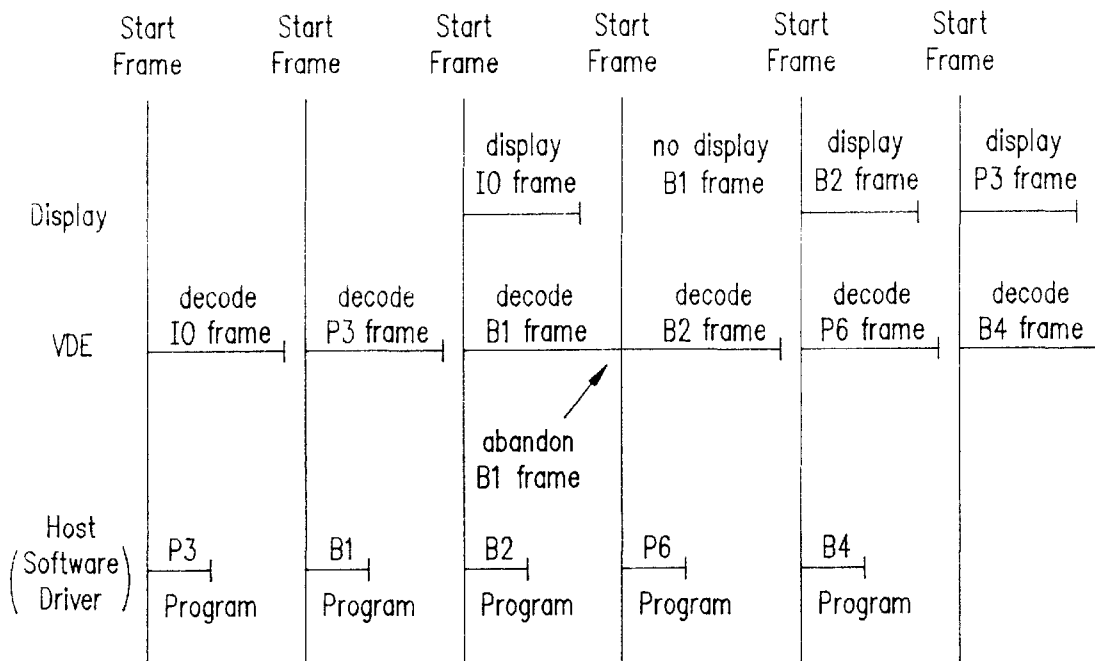 Start Frame
Start Frame
Start Frame
Start Frame
Start Frame
Start Frame
Display
display
IO frame
no display
B1 frame
display
B2 frame
display
P3 frame
VDE
decode
IO frame
decode
P3 frame
decode
B1 frame
decode
B2 frame
decode
P6 frame
decode
B4 frame
abandon
B1 frame
Host
(Software
Driver)
P3
Program
B1
Program
B2
Program
P6
Program
B4
Program